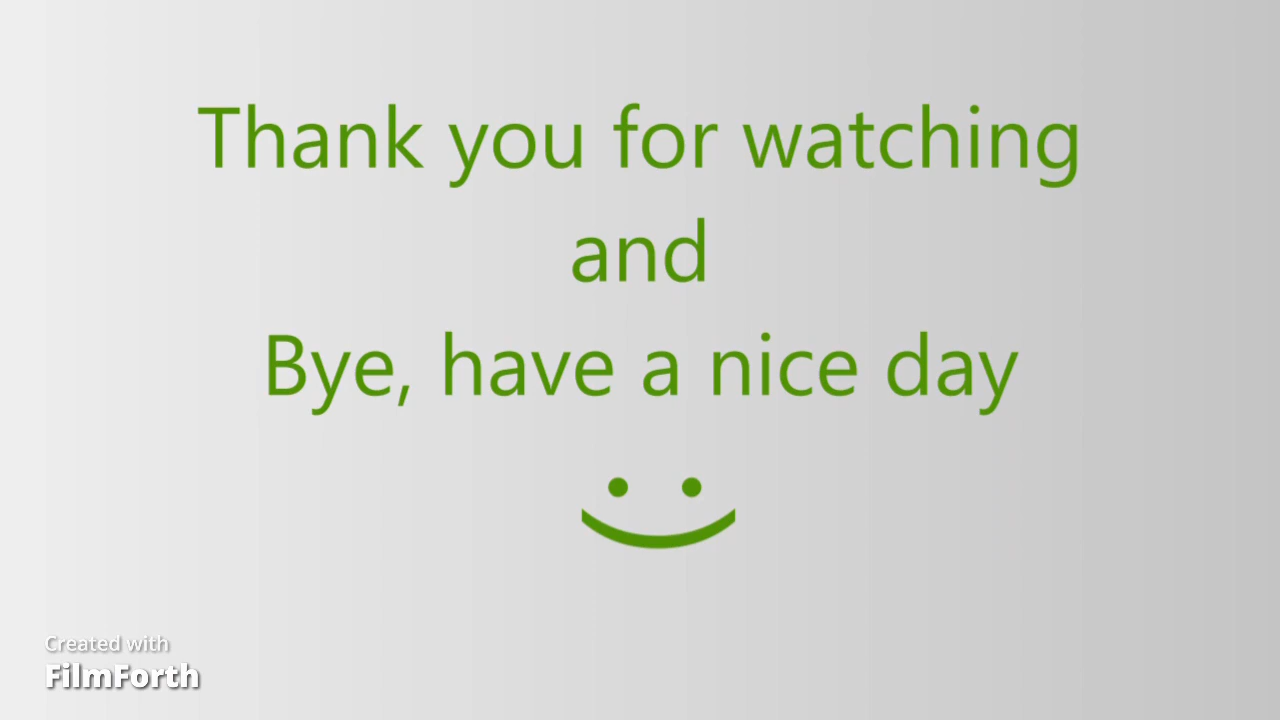 Thank you for watching
and
Bye, have a nice day
Created with
FilmForth